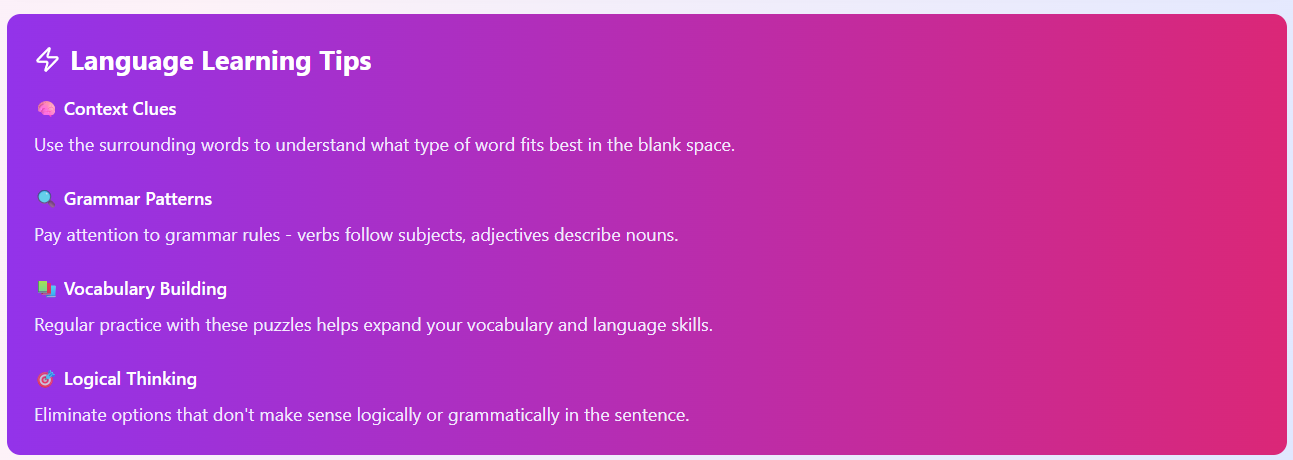 Language Learning Tips
Context Clues
Use the surrounding words to understand what type of word fits best in the blank space.
Grammar Patterns
Pay attention to grammar rules - verbs follow subjects, adjectives describe nouns.
Vocabulary Building
Regular practice with these puzzles helps expand your vocabulary and language skills.
Logical Thinking
Eliminate options that don't make sense logically or grammatically in the sentence.